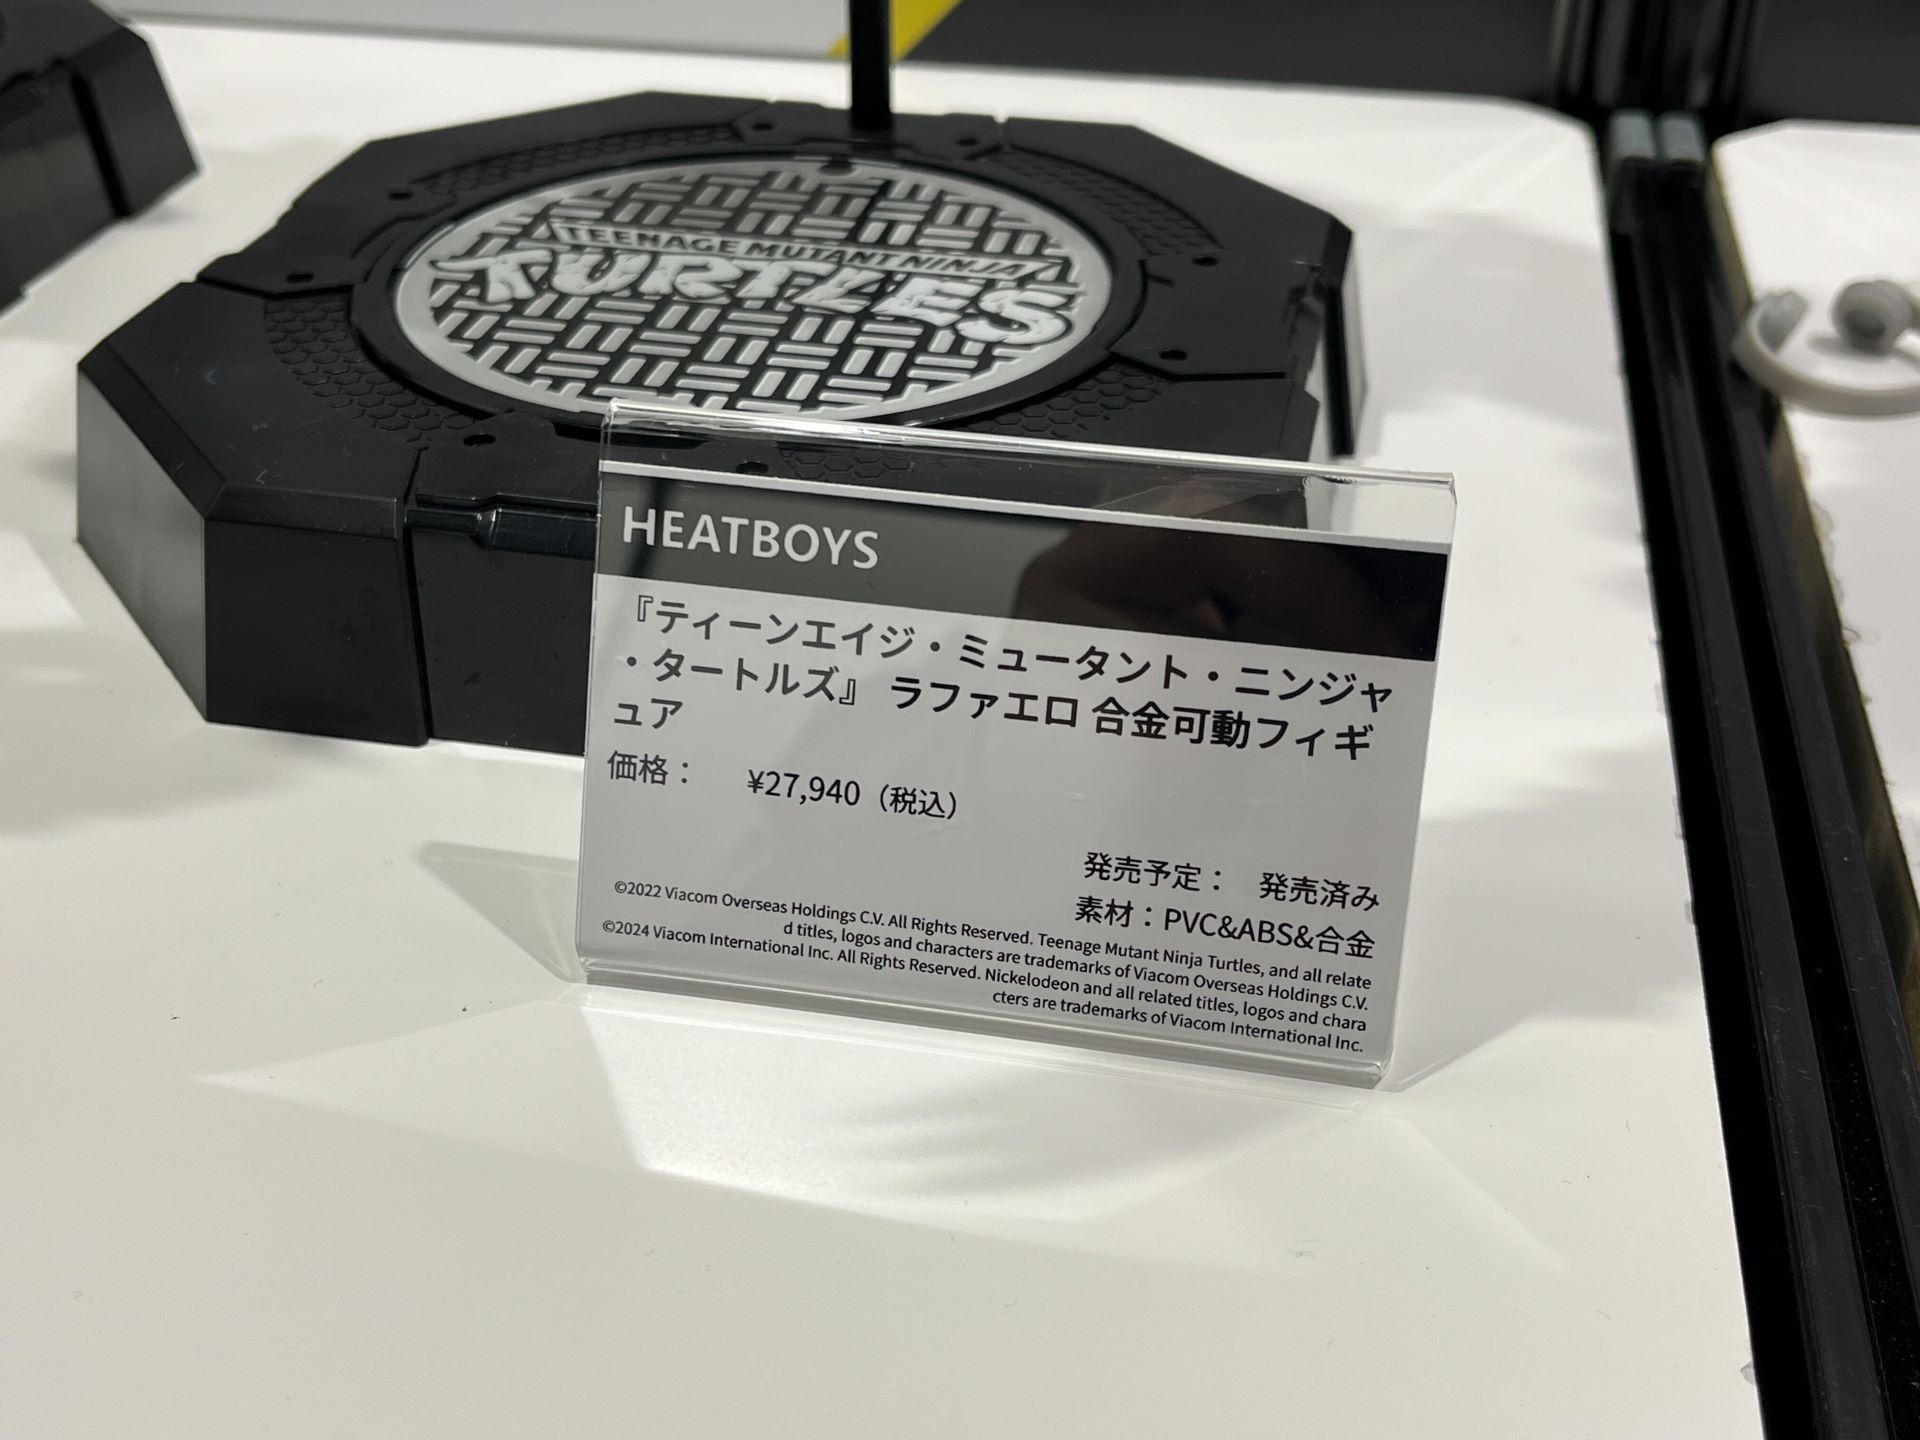 TEENAGE MUTANT NINJA
TURTLES
HEATBOYS
『ティーンエイジ・ミュータント・ニンジャ
・タートルズ』 ラファエロ 合金可動フィギ
ュア
価格： ¥27,940（税込）
発売予定： 発売済み
素材：PVC&ABS&合金
©2022 Viacom Overseas Holdings C.V. All Rights Reserved. Teenage Mutant Ninja Turtles, and all relate
d titles, logos and characters are trademarks of Viacom Overseas Holdings C.V.
©2024 Viacom International Inc. All Rights Reserved. Nickelodeon and all related titles, logos and chara
cters are trademarks of Viacom International Inc.